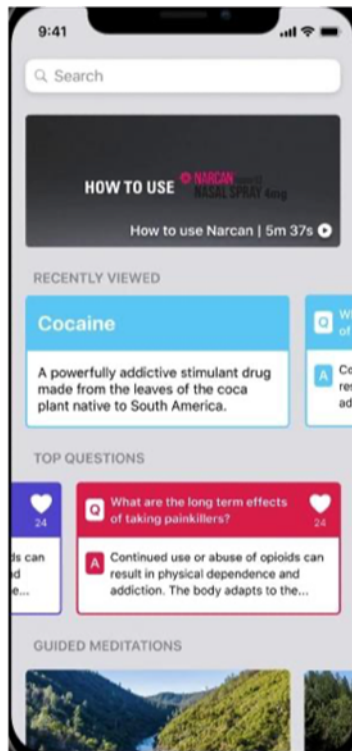 9:41
Search
HOW TO USE NARCAN
NASAL SPRAY 4mg
How to use Narcan | 5m 37s
RECENTLY VIEWED
Cocaine
A powerfully addictive stimulant drug
made from the leaves of the coca
plant native to South America.
Q
of
A
TOP QUESTIONS
24
ds can
e...
Q What are the long term effects
of taking painkillers?
24
A Continued use or abuse of opioids can
result in physical dependence and
addiction. The body adapts to the...
GUIDED MEDITATIONS